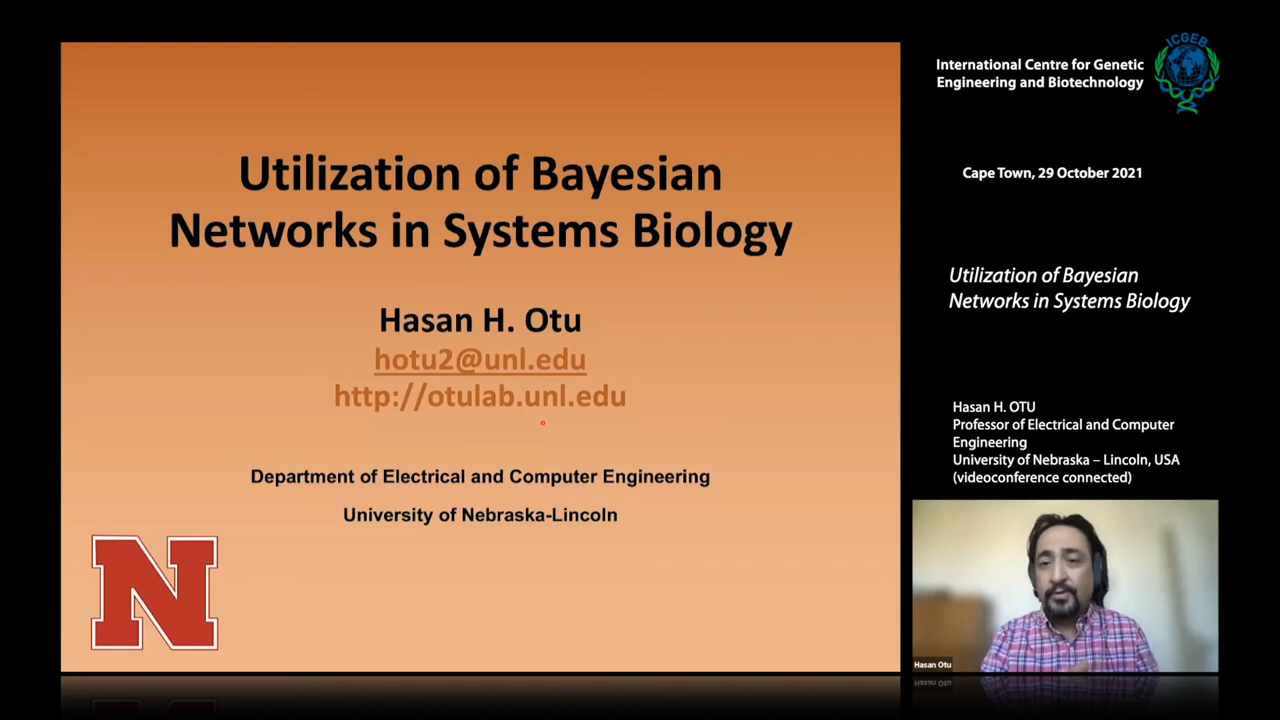 Utilization of Bayesian
Networks in Systems Biology
Hasan H. Otu
hotu2@unl.edu
http://otulab.unl.edu
Department of Electrical and Computer Engineering
University of Nebraska-Lincoln
N
ICGEB
International Centre for Genetic
Engineering and Biotechnology
Cape Town, 29 October 2021
Utilization of Bayesian
Networks in Systems Biology
Hasan H. OTU
Professor of Electrical and Computer
Engineering
University of Nebraska – Lincoln, USA
(videoconference connected)
Hasan Otu